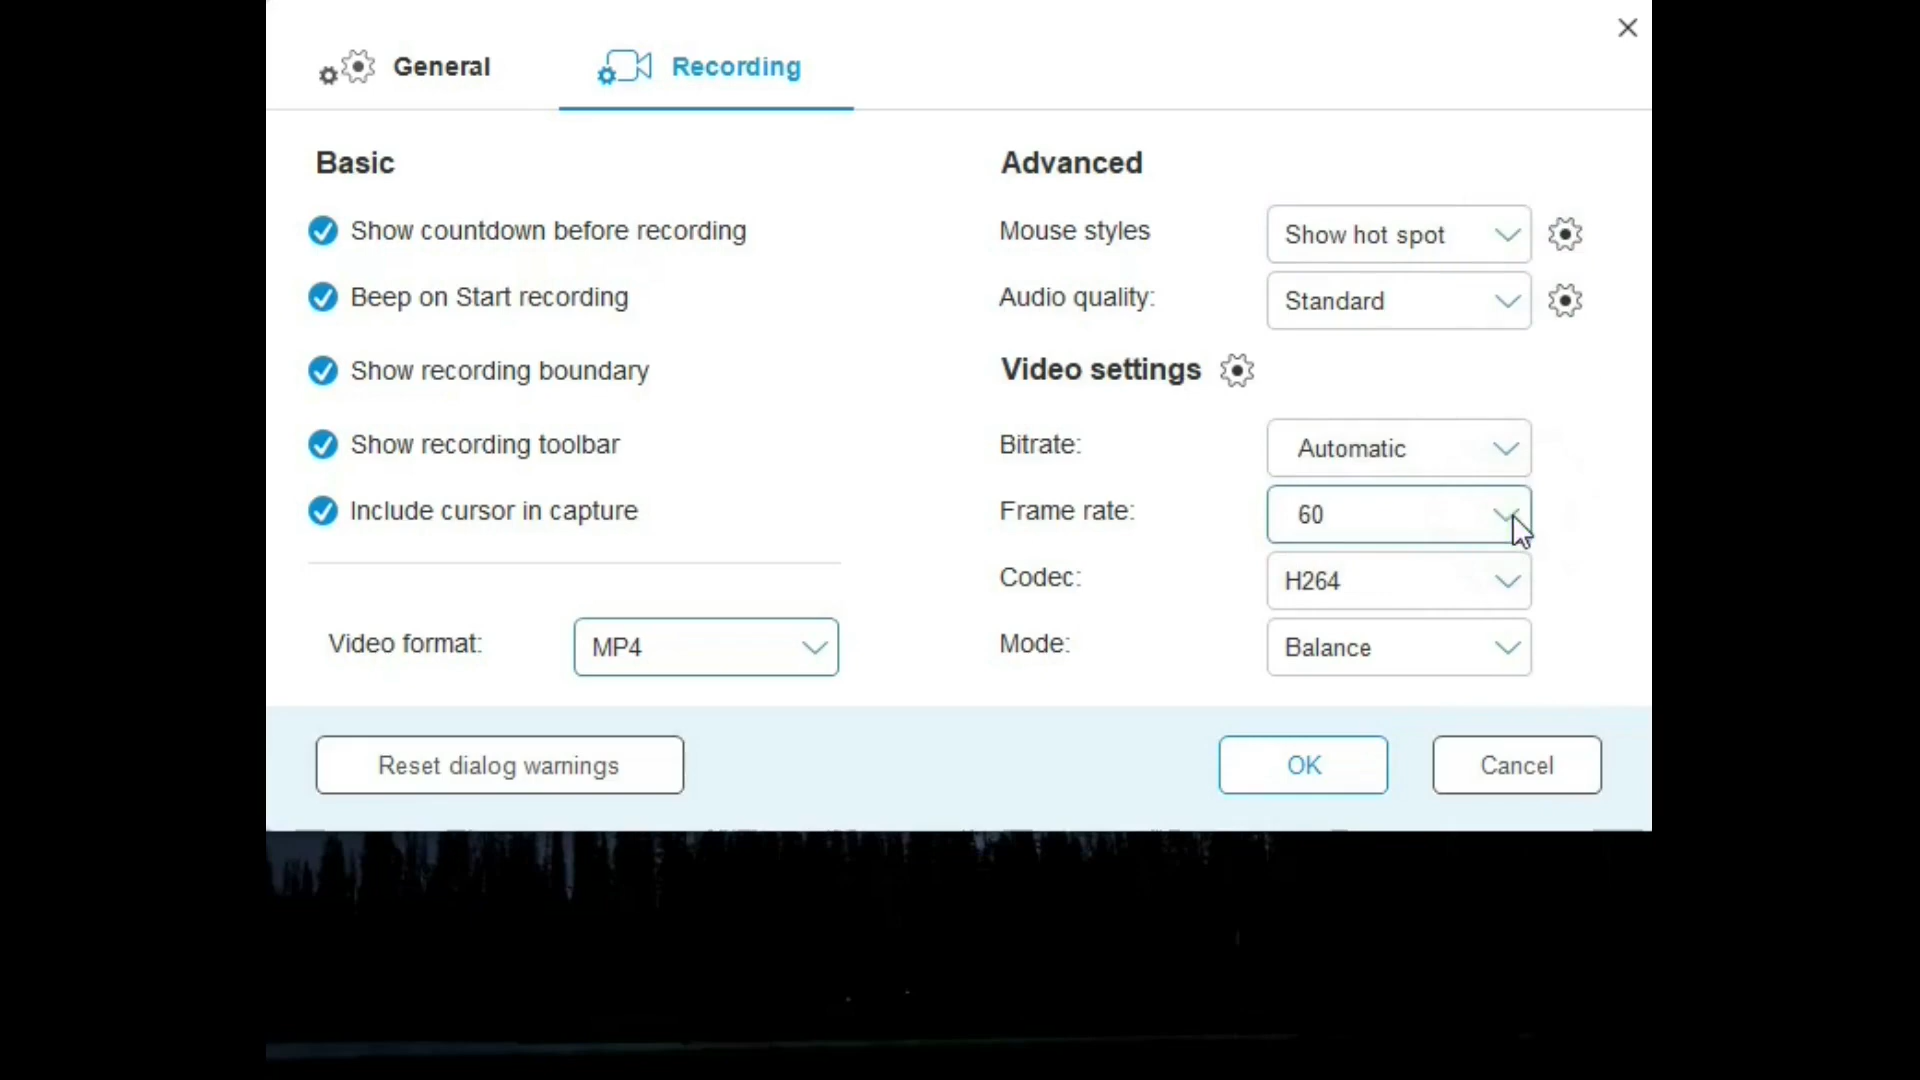 General
Recording
Basic
Show countdown before recording
Beep on Start recording
Show recording boundary
Show recording toolbar
Include cursor in capture
Video format: MP4
Advanced
Mouse styles Show hot spot
Audio quality: Standard
Video settings
Bitrate: Automatic
Frame rate: 60
Codec: H264
Mode: Balance
Reset dialog warnings
OK
Cancel